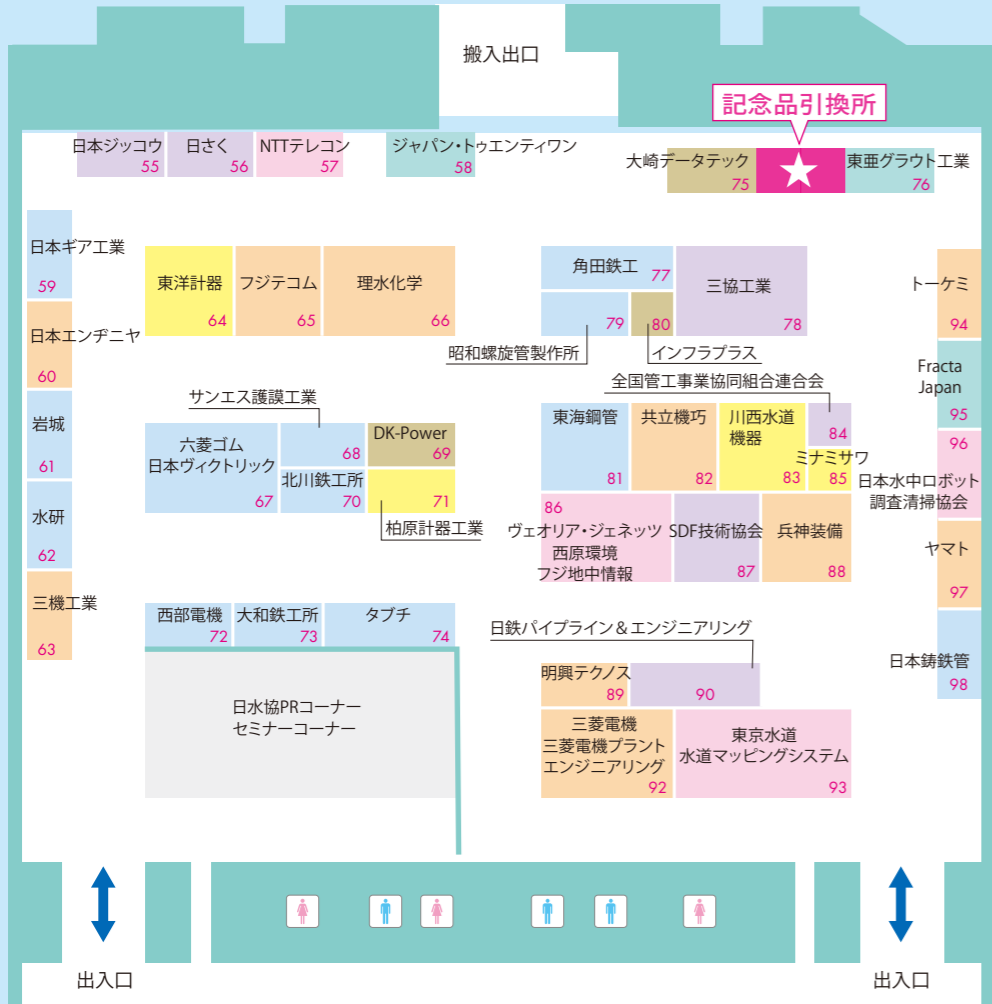 搬入出口
記念品引換所
日本ジッコウ
55
日さく
56
NTTテレコン
57
ジャパン・トゥエンティワン
58
大崎データテック
75
東亜グラウト工業
76
日本ギア工業
59
日本エンヂニヤ
60
岩城
61
水研
62
三機工業
63
東洋計器
64
フジテコム
65
理水化学
66
角田鉄工
77
三協工業
78
79
昭和螺旋管製作所
80
インフラプラス
トーケミ
94
Fracta
Japan
95
96
日本水中ロボット
調査清掃協会
ヤマト
97
日本鋳鉄管
98
サンエス護膜工業
六菱ゴム
日本ヴィクトリック
67
68
DK-Power
69
北川鉄工所
70
71
柏原計器工業
全国管工事業協同組合連合会
東海鋼管
81
共立機巧
82
川西水道
機器
83
84
ミナミサワ
85
86
ヴェオリア・ジェネッツ
西原環境
フジ地中情報
SDF技術協会
87
兵神装備
88
西部電機
72
大和鉄工所
73
タブチ
74
日水協PRコーナー
セミナーコーナー
日鉄パイプライン＆エンジニアリング
明興テクノス
89
90
三菱電機
三菱電機プラント
エンジニアリング
92
東京水道
水道マッピングシステム
93
出入口
出入口